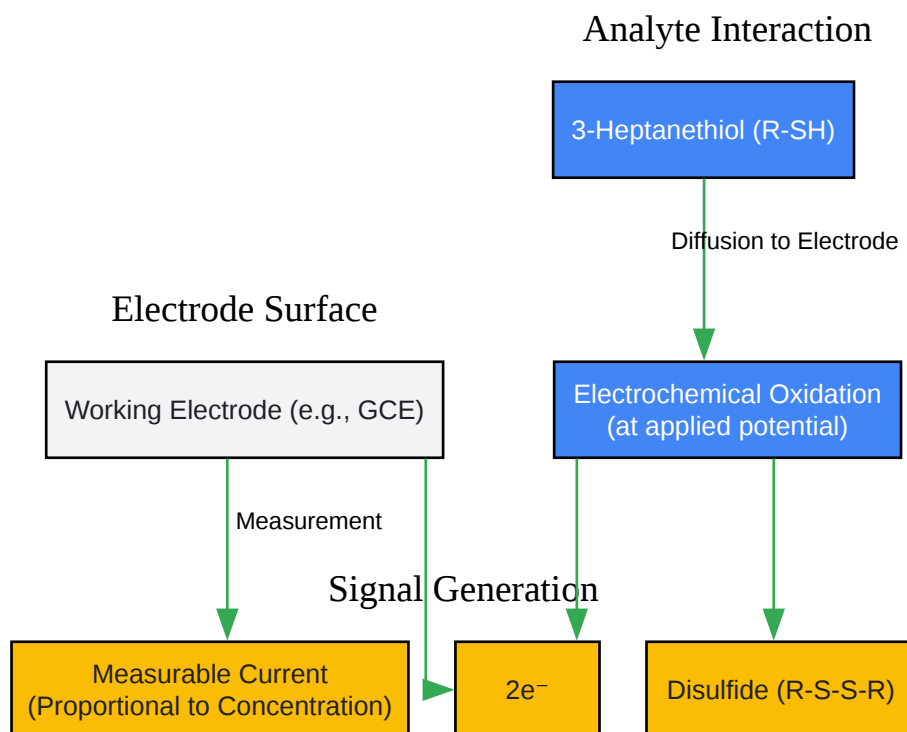 Analyte Interaction
3-Heptanethiol (R-SH)
Diffusion to Electrode
Electrode Surface
Working Electrode (e.g., GCE)
Electrochemical Oxidation
(at applied potential)
Measurement
Signal Generation
Measurable Current
(Proportional to Concentration)
2e⁻
Disulfide (R-S-S-R)